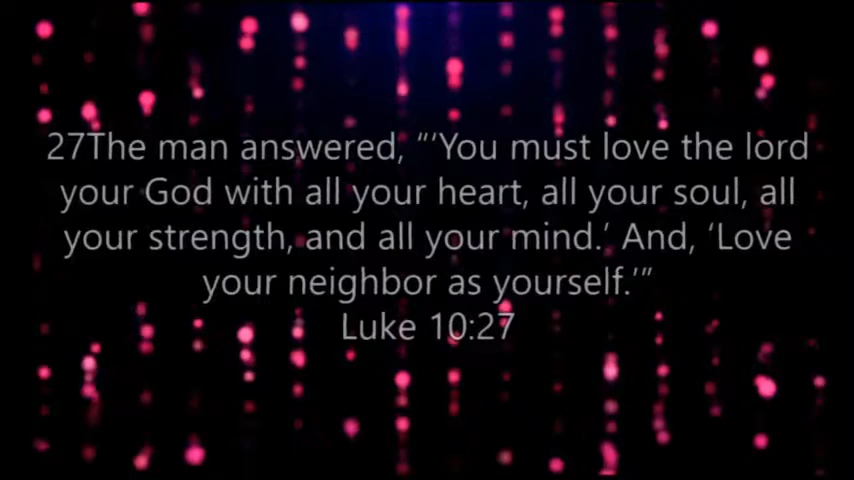 27The man answered, “‘You must love the lord
your God with all your heart, all your soul, all
your strength, and all your mind.’ And, ‘Love
your neighbor as yourself.’”
Luke 10:27